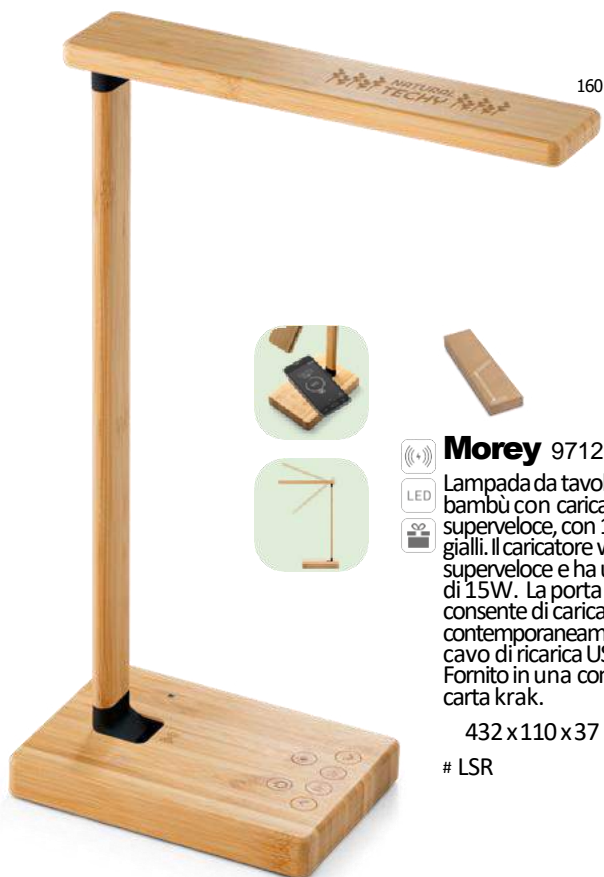 NATURAL
TECHY
160
Morey 9712
LED
Lampada da tavol
bambù con carica
superveloce, con 1
gialli. Il caricatore v
superveloce e ha u
di 15W. La porta
consente di carica
contemporaneam
cavo di ricarica US
Fornito in una con
carta krak.
432 x 110 x 37
# LSR